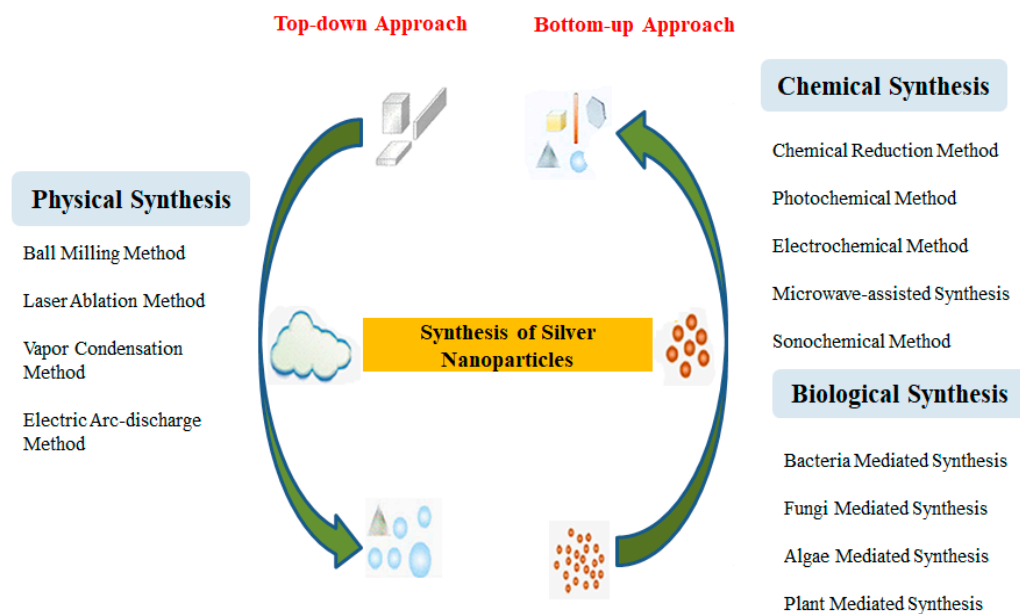 Top-down Approach
Bottom-up Approach
Physical Synthesis
Ball Milling Method
Laser Ablation Method
Vapor Condensation
Method
Electric Arc-discharge
Method
Synthesis of Silver
Nanoparticles
Chemical Synthesis
Chemical Reduction Method
Photochemical Method
Electrochemical Method
Microwave-assisted Synthesis
Sonochemical Method
Biological Synthesis
Bacteria Mediated Synthesis
Fungi Mediated Synthesis
Algae Mediated Synthesis
Plant Mediated Synthesis